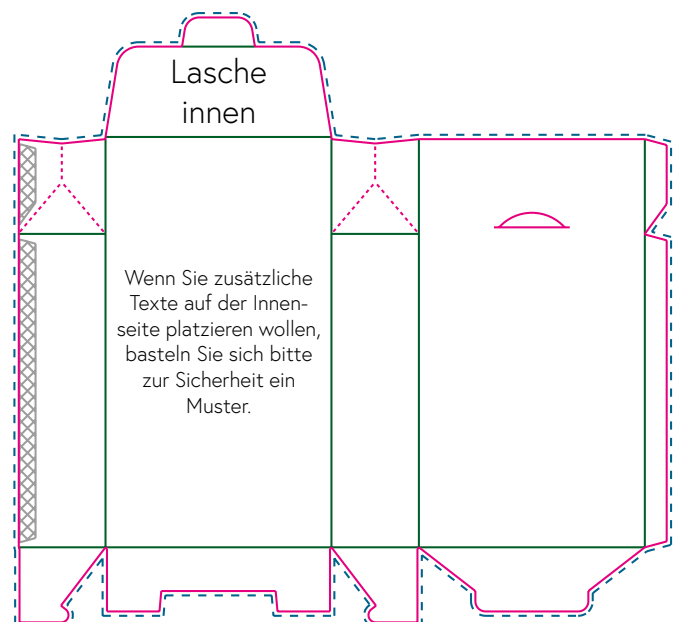 Lasche
innen
Wenn Sie zusätzliche
Texte auf der Innen-
seite platzieren wollen,
basteln Sie sich bitte
zur Sicherheit ein
Muster.